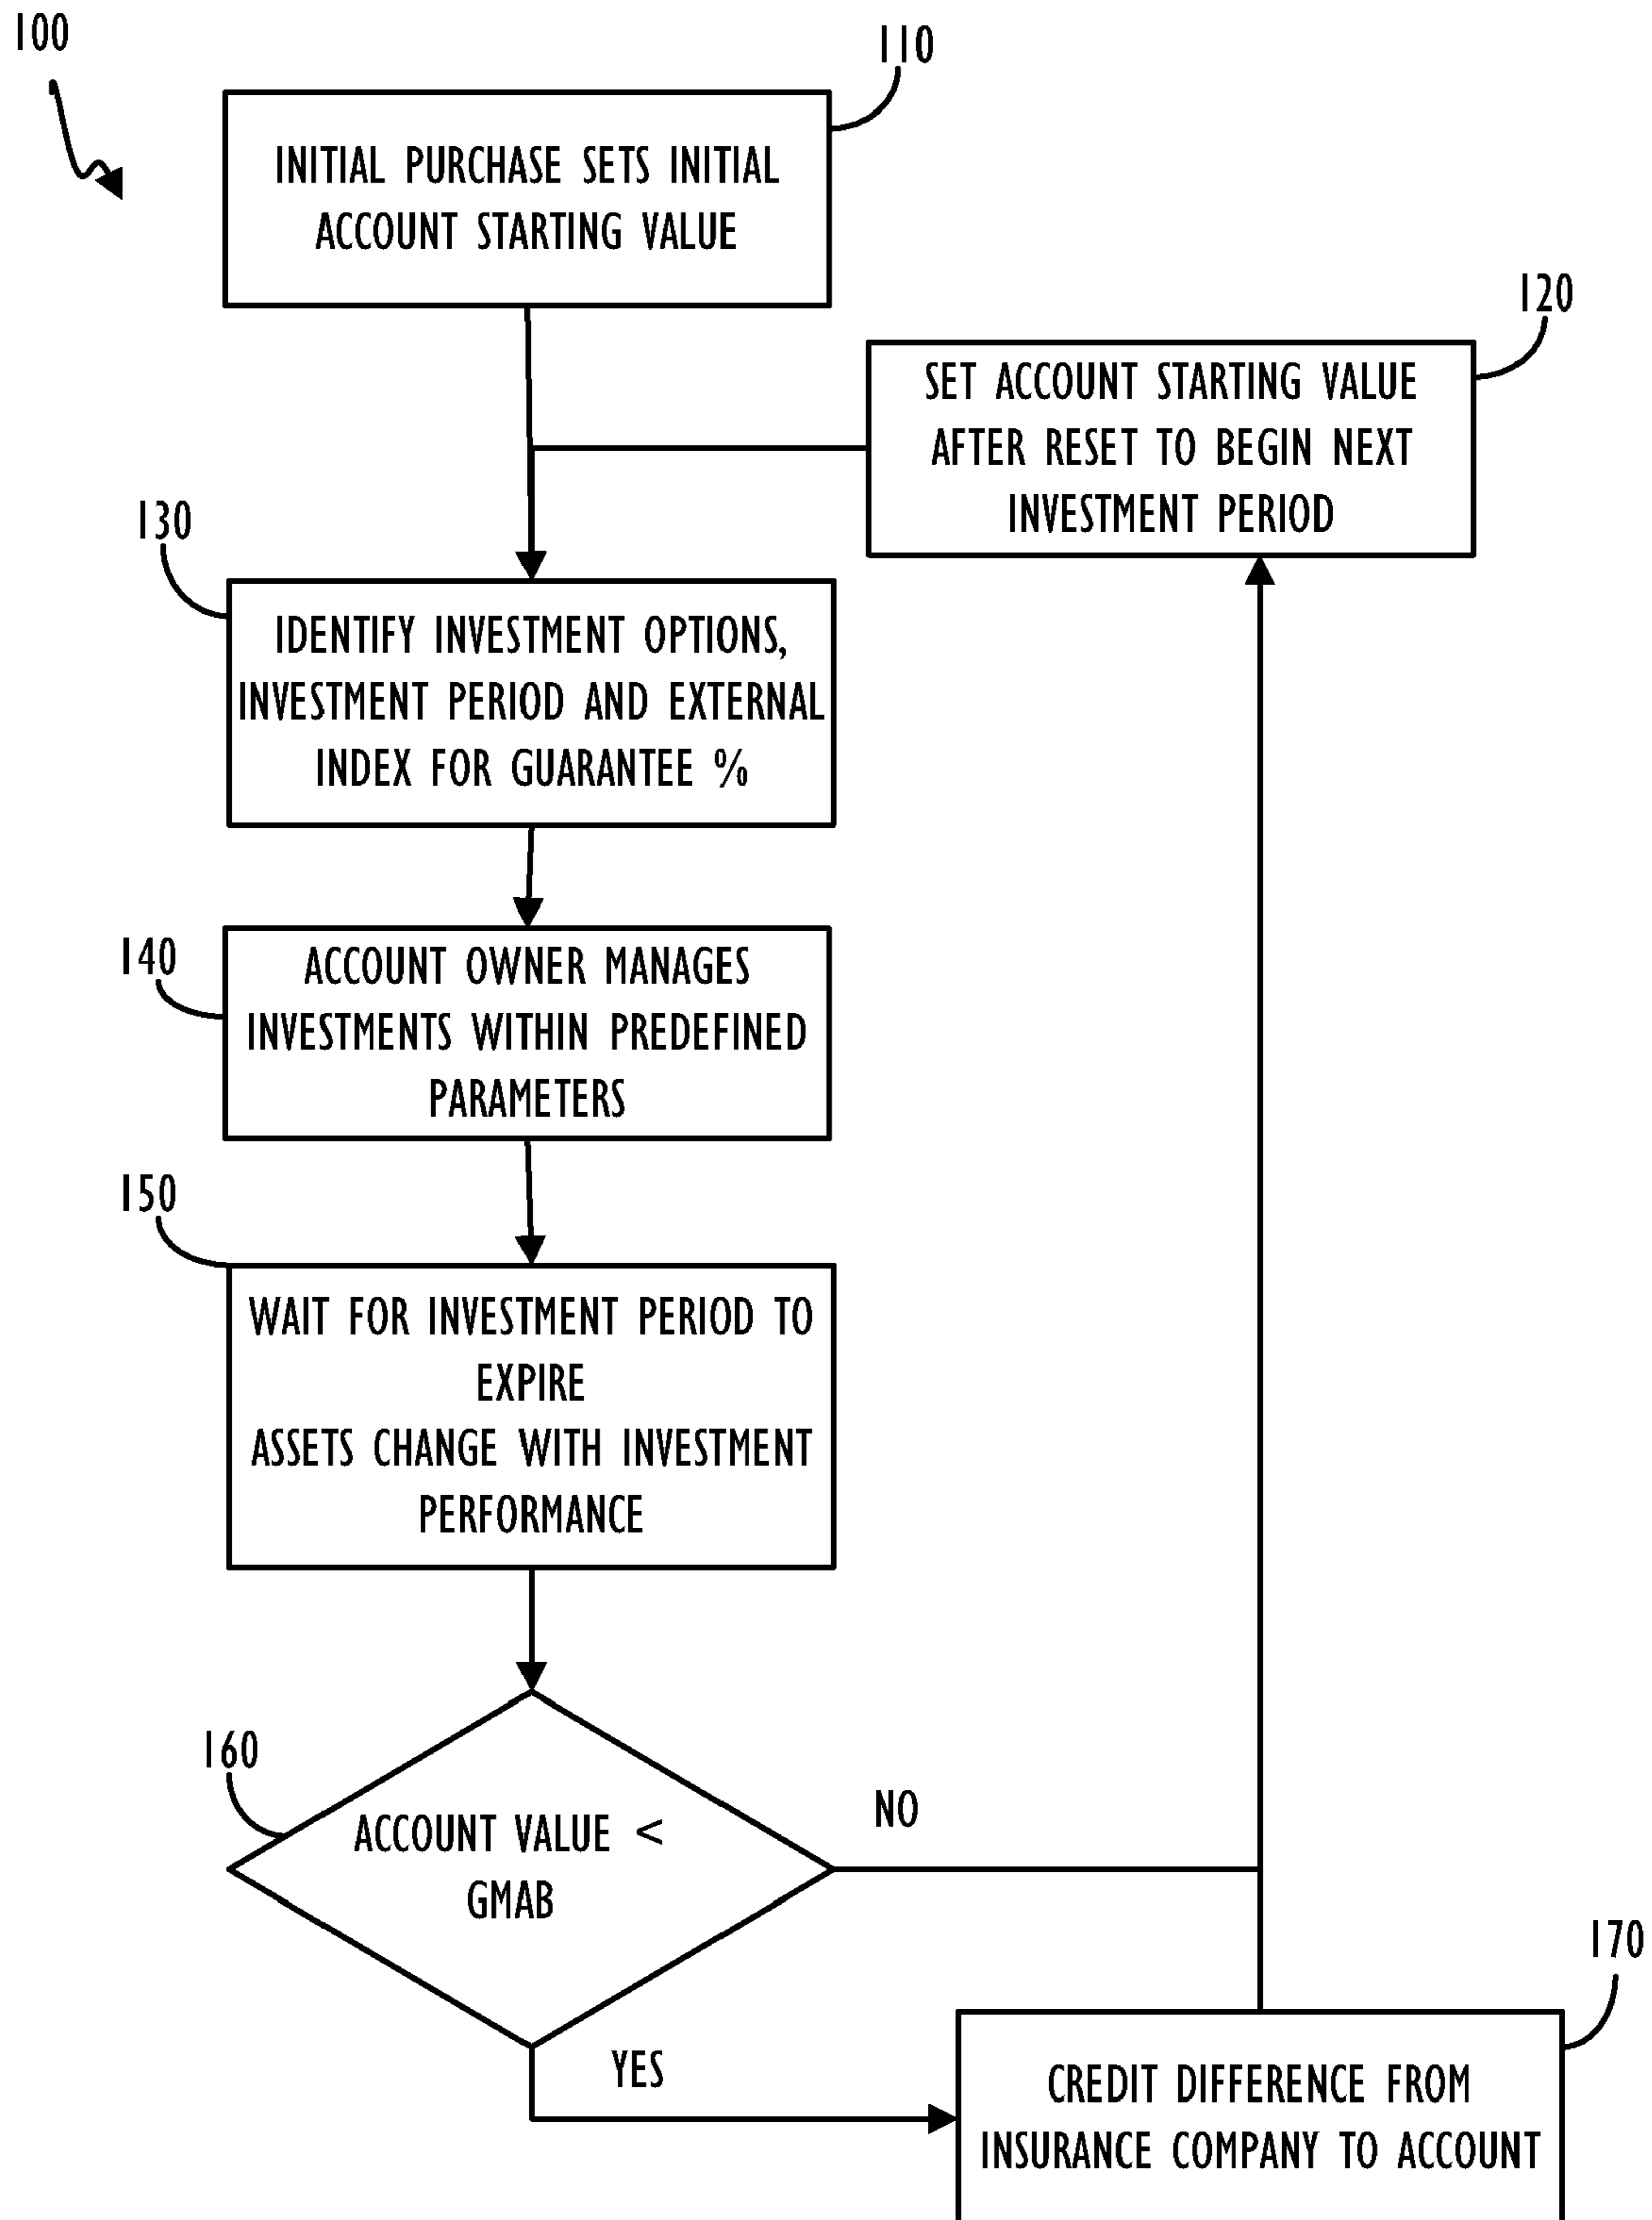 100
110
INITIAL PURCHASE SETS INITIAL
ACCOUNT STARTING VALUE
120
SET ACCOUNT STARTING VALUE
AFTER RESET TO BEGIN NEXT
INVESTMENT PERIOD
130
IDENTIFY INVESTMENT OPTIONS,
INVESTMENT PERIOD AND EXTERNAL
INDEX FOR GUARANTEE %
140
ACCOUNT OWNER MANAGES
INVESTMENTS WITHIN PREDEFINED
PARAMETERS
150
WAIT FOR INVESTMENT PERIOD TO
EXPIRE
ASSETS CHANGE WITH INVESTMENT
PERFORMANCE
160
ACCOUNT VALUE <
GMAB
NO
YES
170
CREDIT DIFFERENCE FROM
INSURANCE COMPANY TO ACCOUNT